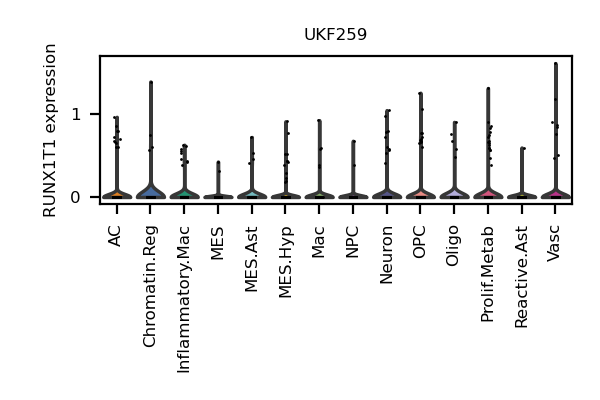 UKF259
RUNX1T1 expression
1
0
AC
Chromatin.Reg
Inflammatory.Mac
MES
MES.Ast
MES.Hyp
Mac
NPC
Neuron
OPC
Oligo
Prolif.Metab
Reactive.Ast
Vasc